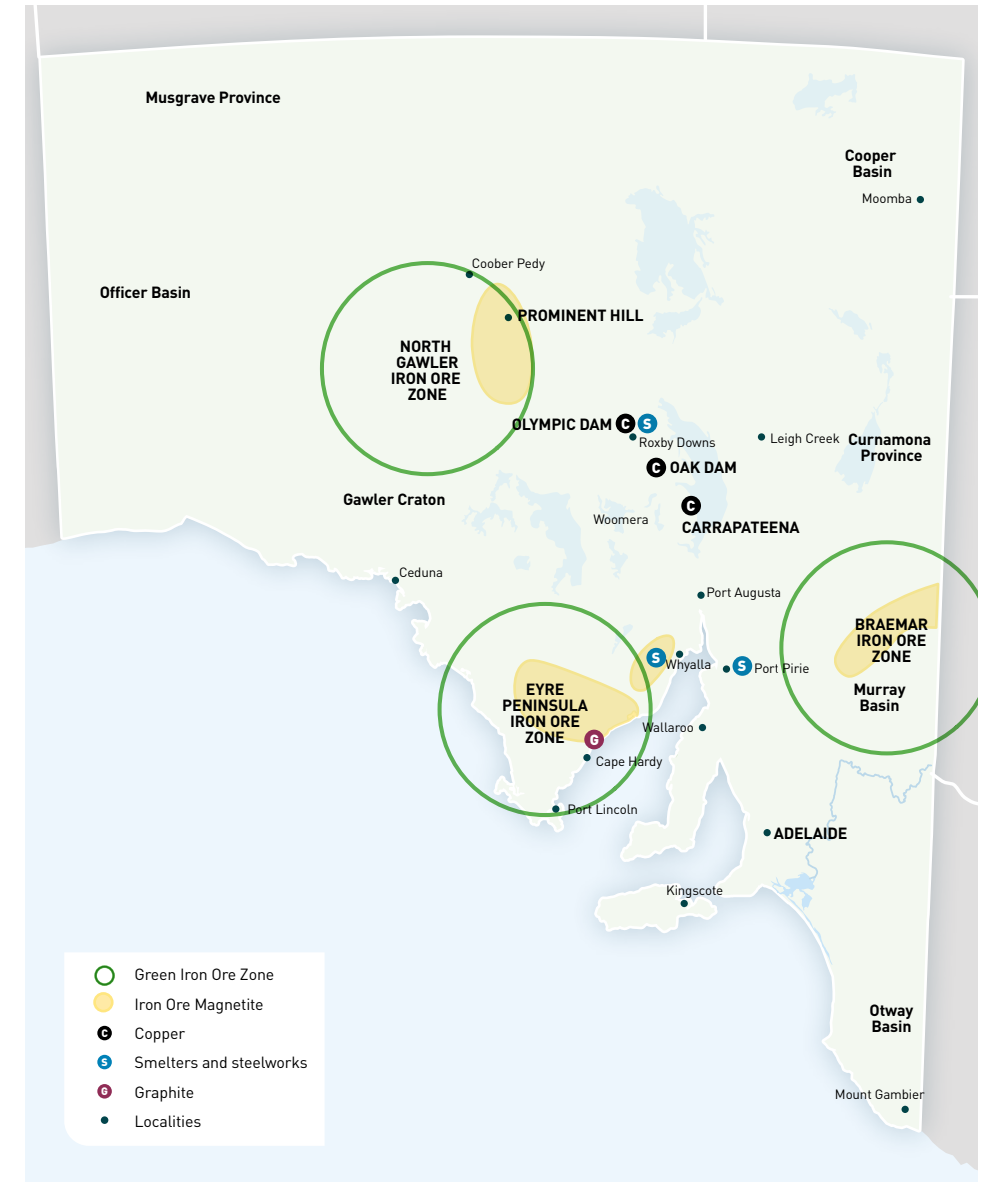 Musgrave Province
Cooper
Basin
Moomba
Coober Pedy
Officer Basin
PROMINENT HILL
NORTH
GAWLER
IRON ORE
ZONE
OLYMPIC DAM
C
S
Roxby Downs
Leigh Creek
Curnamona
Province
C
OAK DAM
Gawler Craton
C
Woomera
CARRAPATEENA
Ceduna
Port Augusta
BRAEMAR
IRON ORE
ZONE
S
Whyalla
S
Port Pirie
Murray
Basin
EYRE
PENINSULA
IRON ORE
ZONE
G
Wallaroo
Cape Hardy
Port Lincoln
ADELAIDE
Kingscote
Green Iron Ore Zone
Iron Ore Magnetite
C
Copper
S
Smelters and steelworks
G
Graphite
Localities
Otway
Basin
Mount Gambier